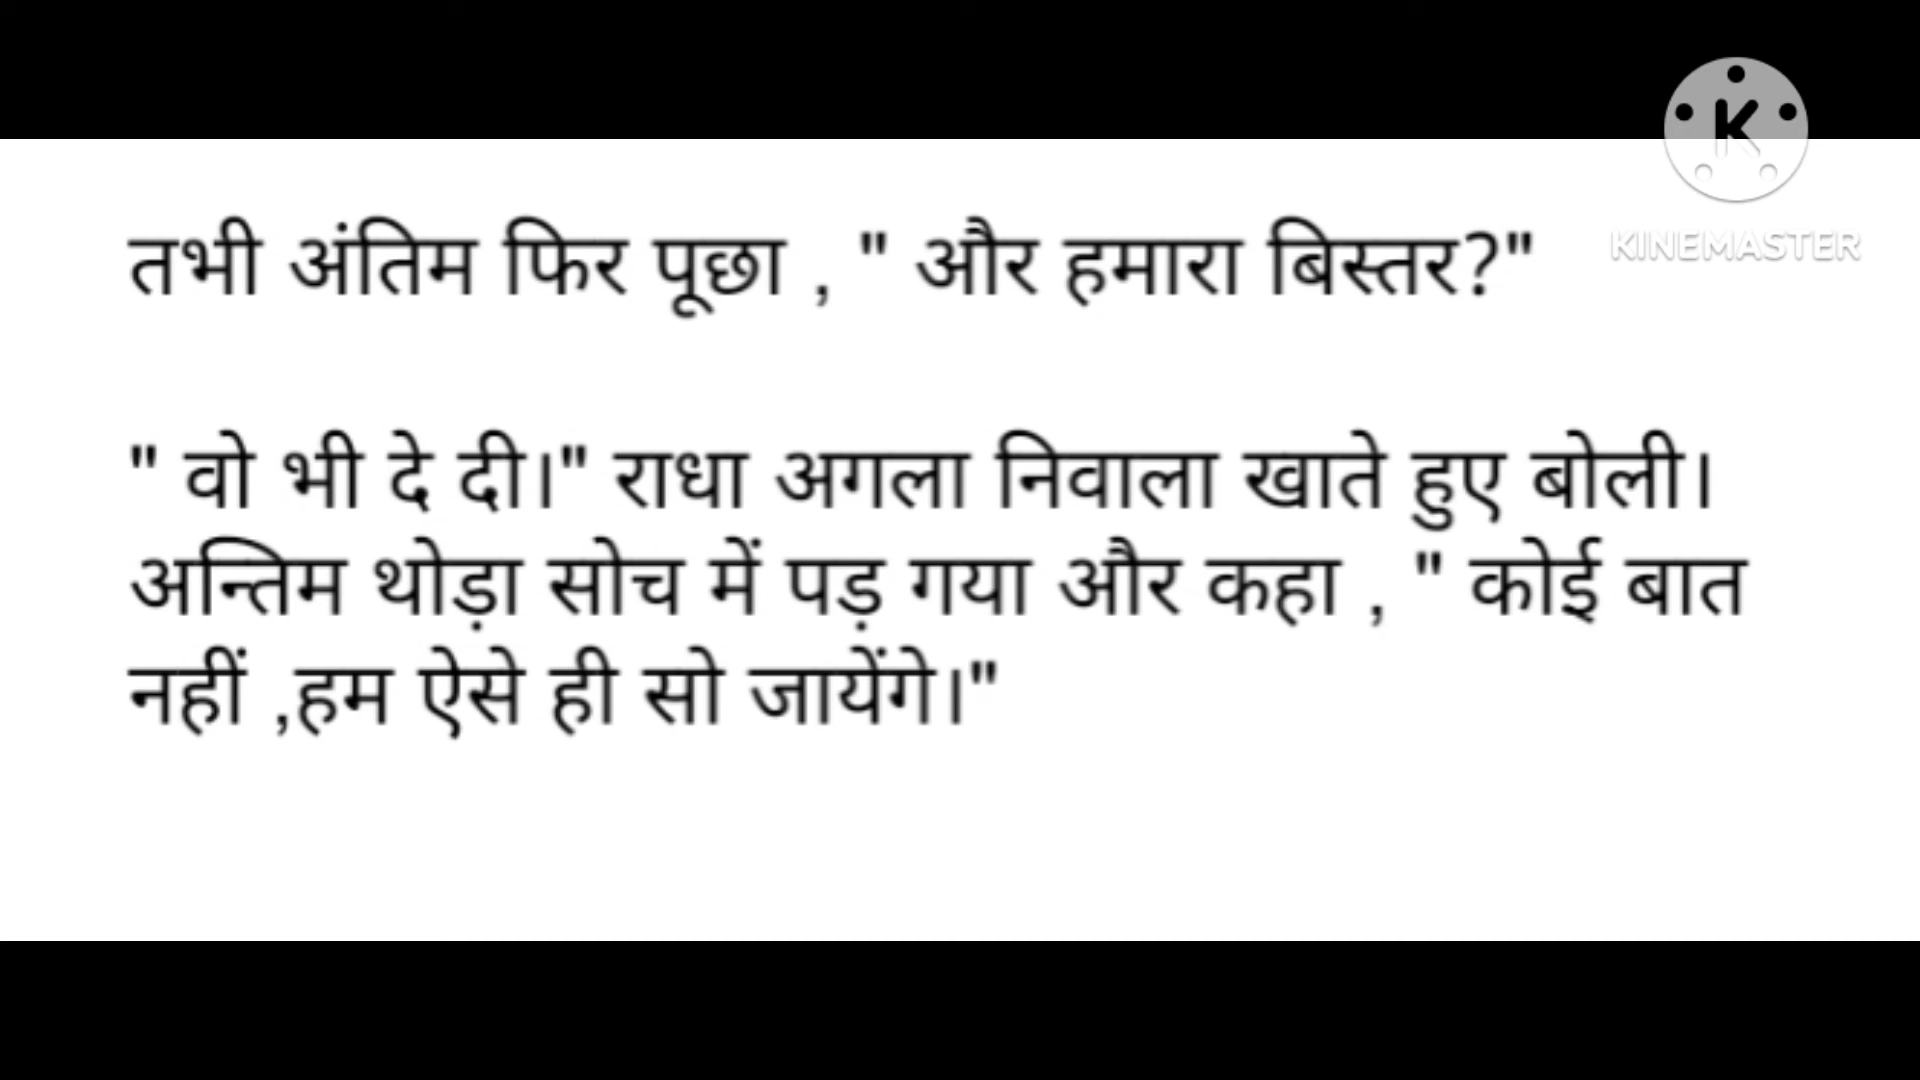 तभी अंतिम फिर पूछा , " और हमारा बिस्तर?"
" वो भी दे दी।" राधा अगला निवाला खाते हुए बोली।
अन्तिम थोड़ा सोच में पड़ गया और कहा , " कोई बात
नहीं ,हम ऐसे ही सो जायेंगे।"
K
KINEMASTER